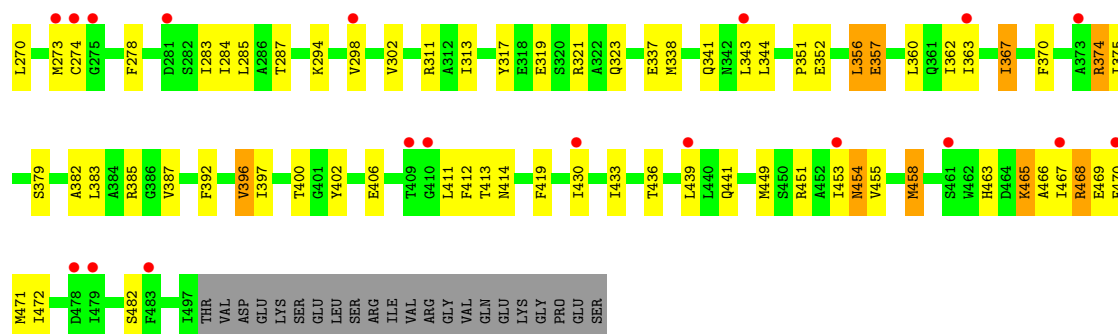 L270 M273 C274 G275 F278 D281 S282 I283 I284 L285 A286 T287 K294 V298 V302 R311 A312 I313 Y317 E318 E319 S320 R321 A322 Q323 E337 M338 Q341 N342 L343 L344 P351 E352 L356 E357 L360 Q361 I362 I363 I367 F370 A373 R374 I375
S379 A382 L383 A384 R385 G386 V387 F392 V396 I397 T400 G401 Y402 E406 T409 G410 L411 F412 T413 N414 F419 I430 I433 T436 L439 L440 Q441 M449 S450 R451 A452 I453 N454 V455 M458 S461 W462 H463 D464 K465 A466 I467 R468 E469 E470
M471 I472 D478 I479 S482 F483 I497 THR VAL ASP GLU LYS SER GLU GLU LEU SER ARG ILE VAL ARG GLY VAL GLN GLU LYS GLY PRO GLU SER